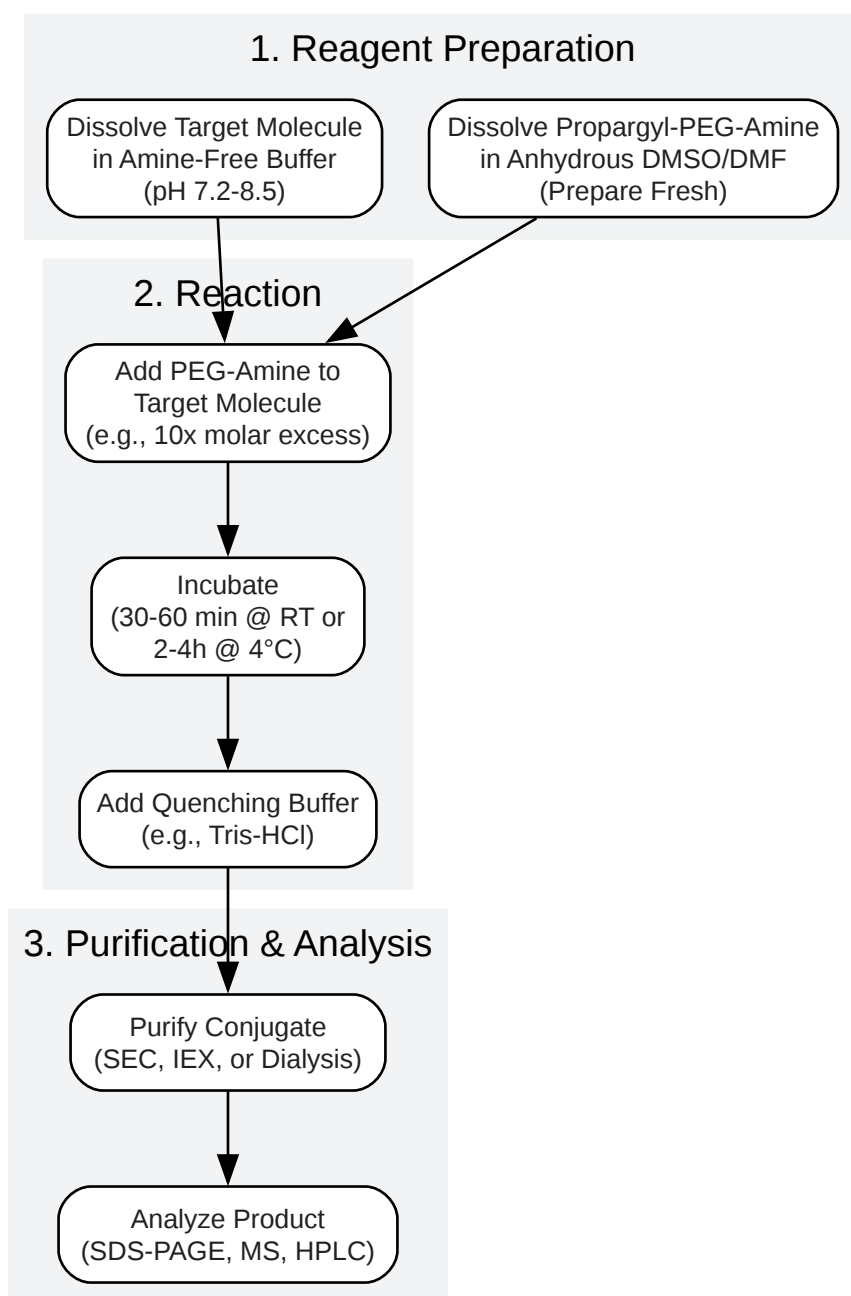 1. Reagent Preparation
Dissolve Target Molecule
in Amine-Free Buffer
(pH 7.2-8.5)
Dissolve Propargyl-PEG-Amine
in Anhydrous DMSO/DMF
(Prepare Fresh)
2. Reaction
Add PEG-Amine to
Target Molecule
(e.g., 10x molar excess)
Incubate
(30-60 min @ RT or
2-4h @ 4°C)
Add Quenching Buffer
(e.g., Tris-HCl)
3. Purification & Analysis
Purify Conjugate
(SEC, IEX, or Dialysis)
Analyze Product
(SDS-PAGE, MS, HPLC)